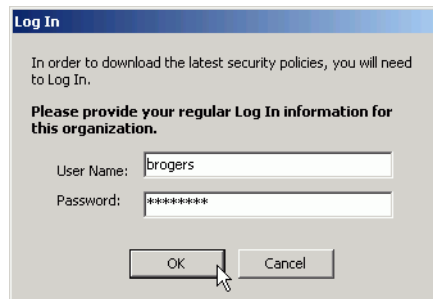 Log In
In order to download the latest security policies, you will need
to Log In.
Please provide your regular Log In information for
this organization.
User Name: brogers
Password: ********
OK Cancel